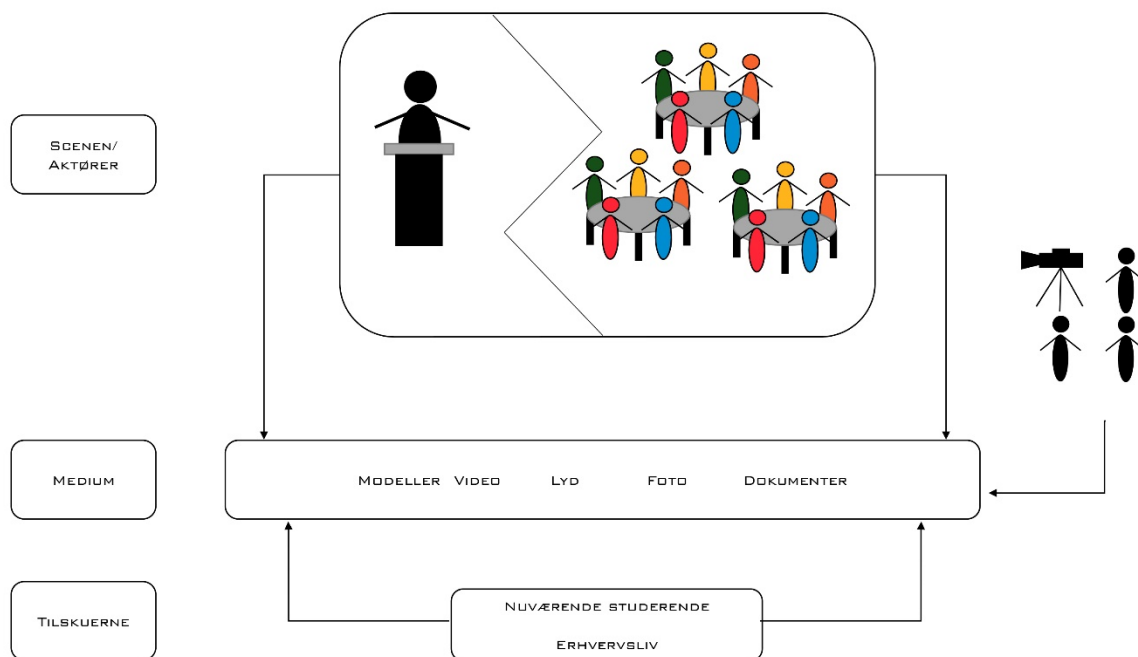 Scenen/
Aktører
Medium
Modeller Video Lyd Foto Dokumenter
Tilskuerne
Nuværende studerende
Erhvervsliv